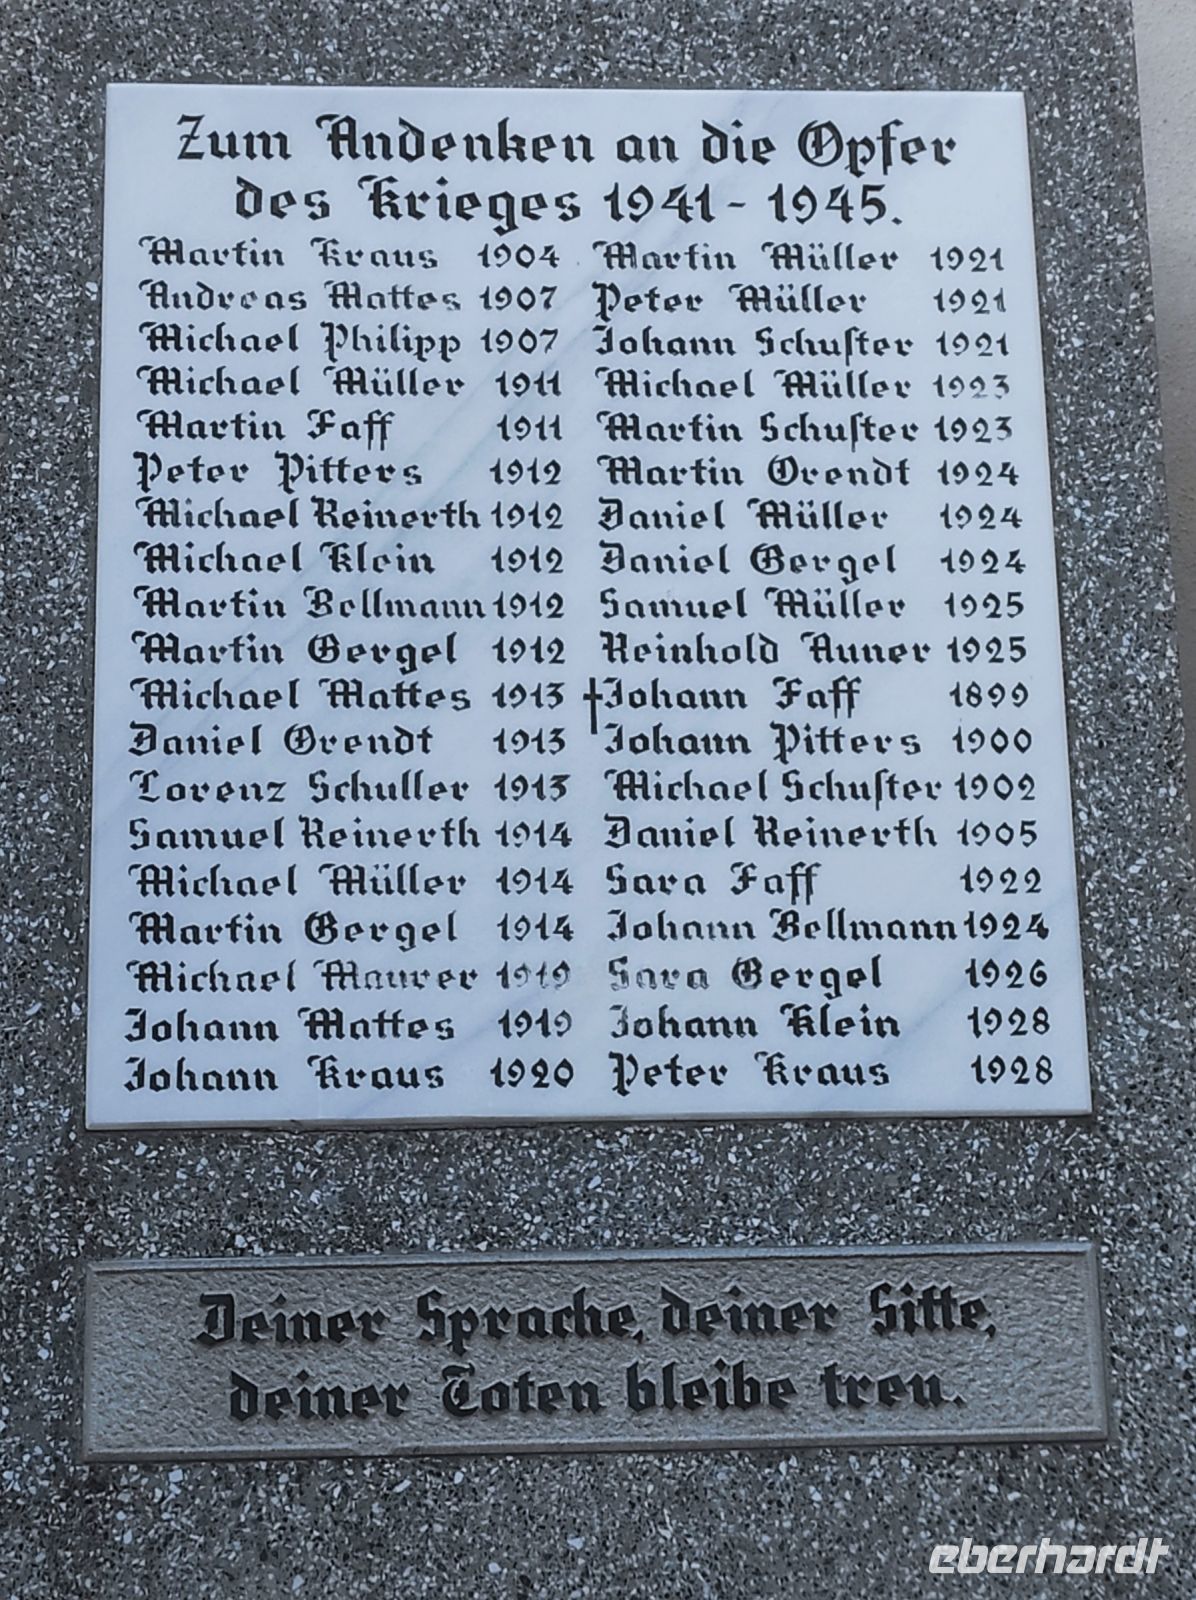 Zum Andenken an die Opfer
des Krieges 1941 - 1945.
Martin Kraus 1904
Andreas Mattes 1907
Michael Philipp 1907
Michael Müller 1911
Martin Faff 1911
Peter Pitters 1912
Michael Reinerth 1912
Michael Klein 1912
Martin Bellmann 1912
Martin Gergel 1912
Michael Mattes 1913
Daniel Orendt 1913
Lorenz Schuller 1913
Samuel Reinerth 1914
Michael Müller 1914
Martin Gergel 1914
Michael Maurer 1919
Johann Mattes 1919
Johann Kraus 1920
Martin Müller 1921
Peter Müller 1921
Johann Schuster 1921
Michael Müller 1923
Martin Schuster 1923
Martin Orendt 1924
Daniel Müller 1924
Daniel Gergel 1924
Samuel Müller 1925
Reinhold Auner 1925
†Johann Faff 1899
Johann Pitters 1900
Michael Schuster 1902
Daniel Reinerth 1905
Sara Faff 1922
Johann Bellmann 1924
Sara Gergel 1926
Johann Klein 1928
Peter Kraus 1928
Deiner Sprache, deiner Sitte,
deiner Toten bleibe treu.
eberhardt